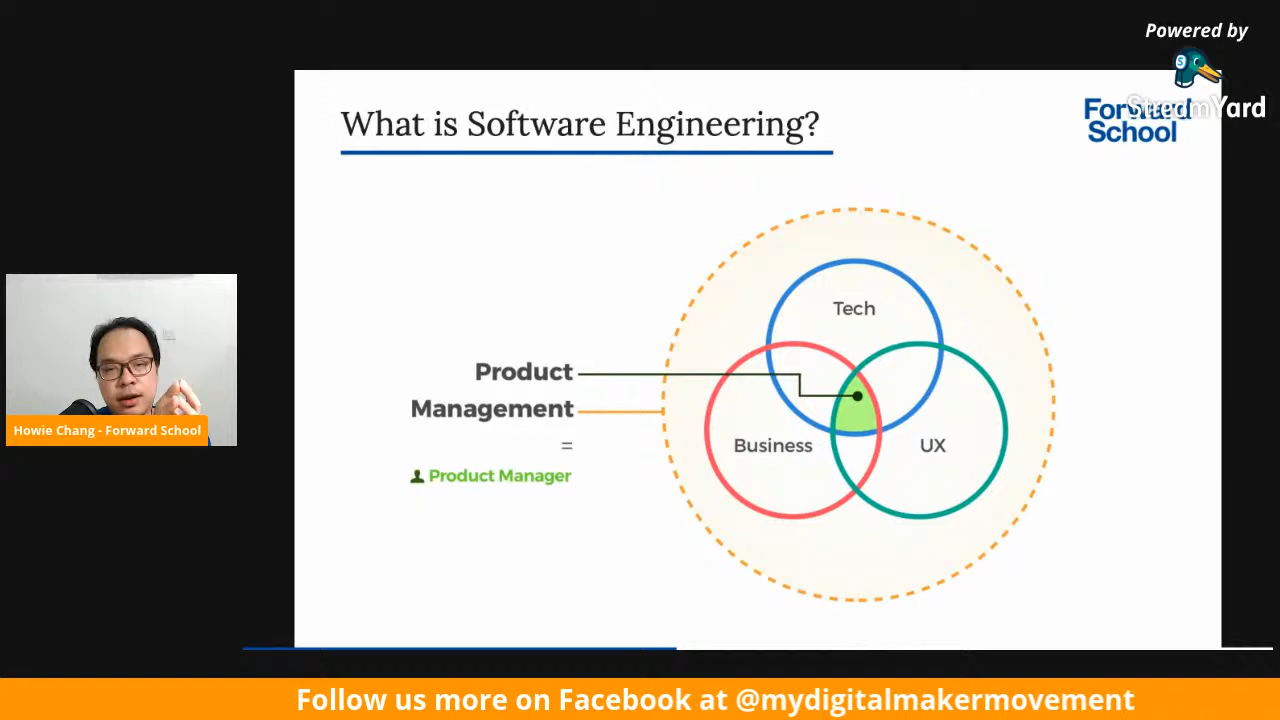 Powered by
StreamYard
What is Software Engineering?
Forward
School
Tech
Product
Management
=
Product Manager
Business
UX
Howie Chang - Forward School
Follow us more on Facebook at @mydigitalmakermovement